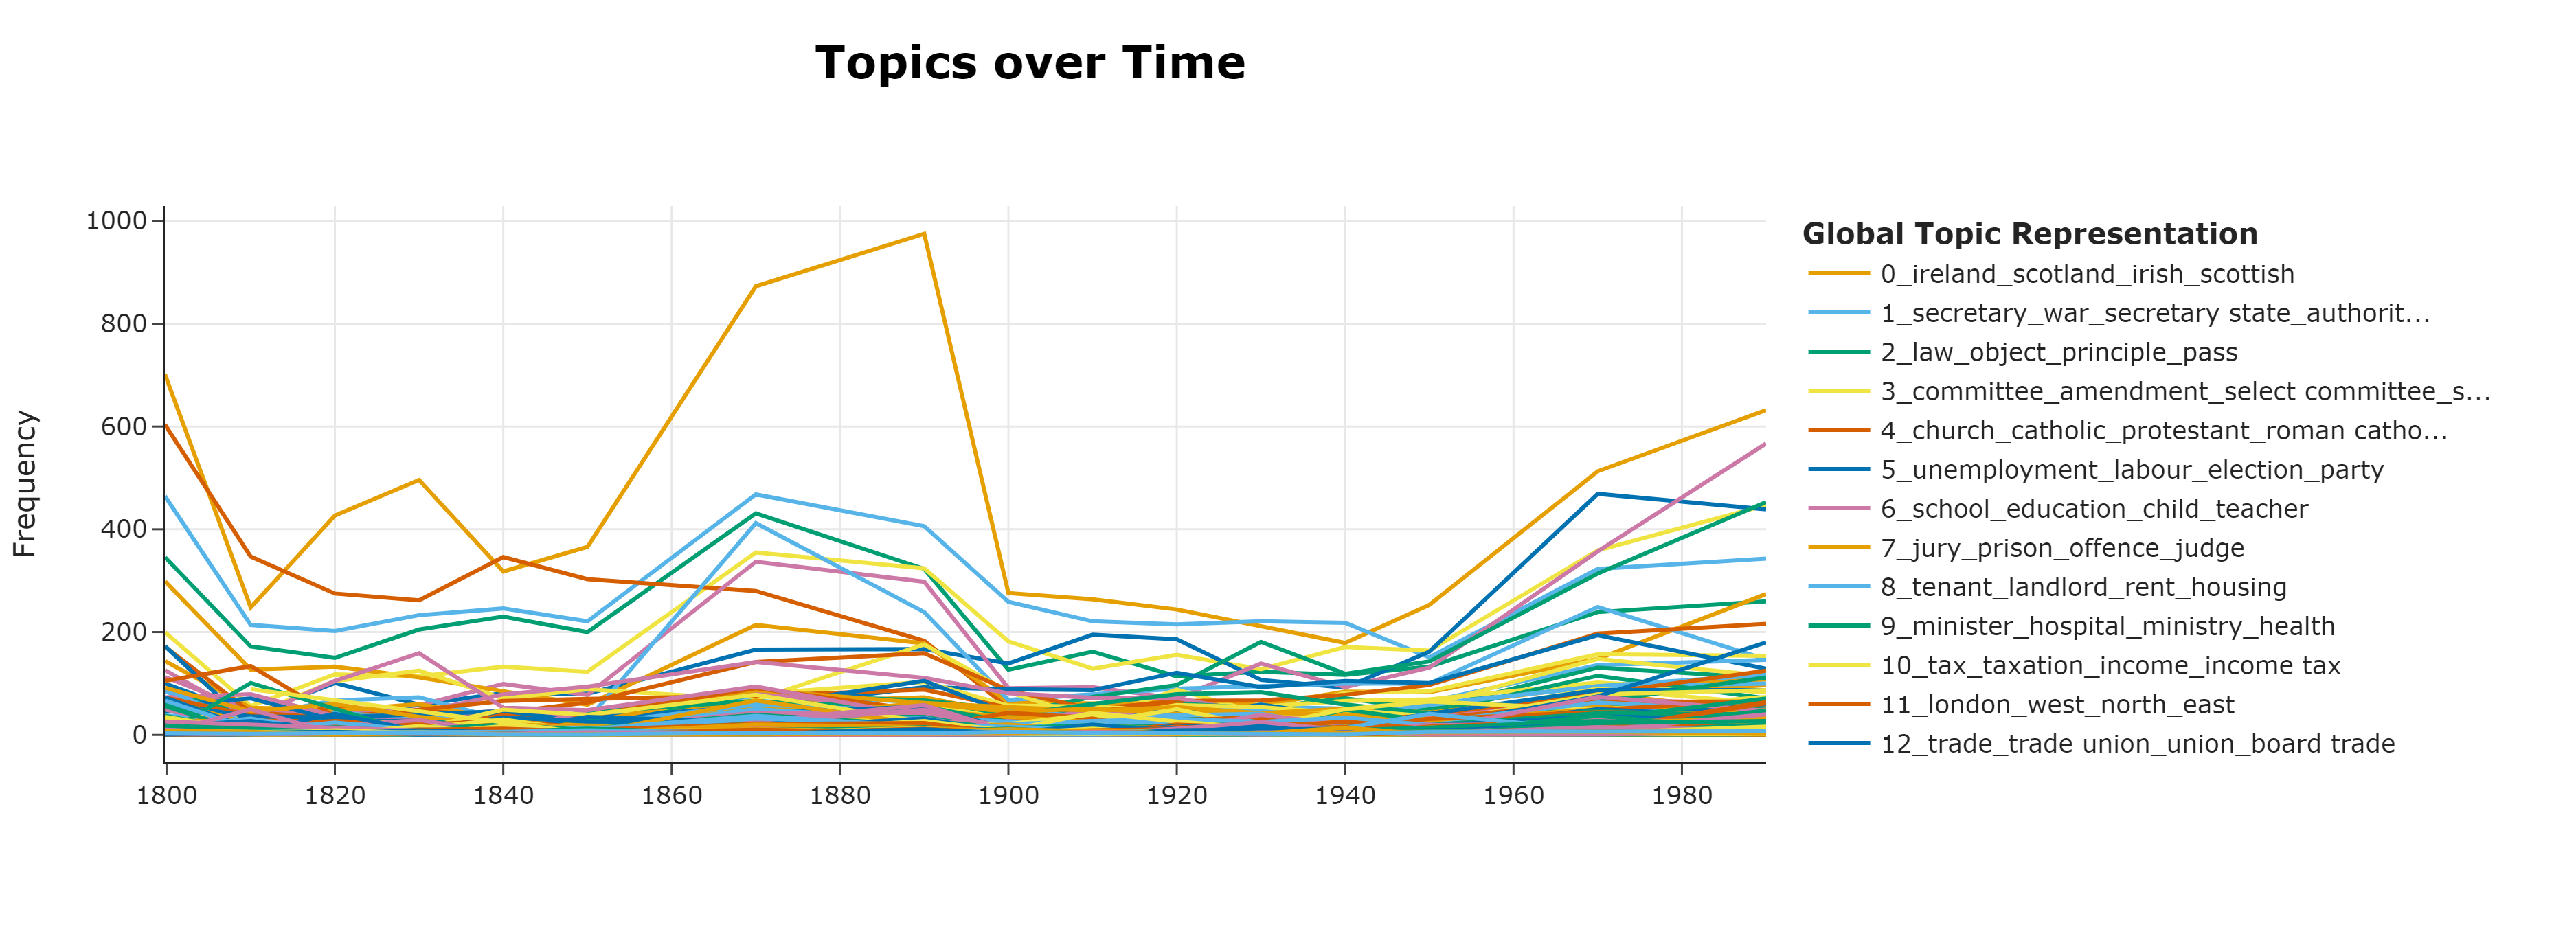 Topics over Time
Frequency
1000
800
600
400
200
0
1800
1820
1840
1860
1880
1900
1920
1940
1960
1980
Global Topic Representation
0_ireland_scotland_irish_scottish
1_secretary_war_secretary state_authorit...
2_law_object_principle_pass
3_committee_amendment_select committee_s...
4_church_catholic_protestant_roman catho...
5_unemployment_labour_election_party
6_school_education_child_teacher
7_jury_prison_offence_judge
8_tenant_landlord_rent_housing
9_minister_hospital_ministry_health
10_tax_taxation_income_income tax
11_london_west_north_east
12_trade_trade union_union_board trade